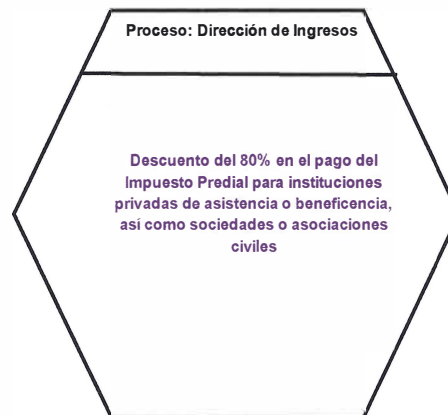 Proceso: Dirección de Ingresos
Descuento del 80% en el pago del
Impuesto Predial para instituciones
privadas de asistencia o beneficencia,
así como sociedades o asociaciones
civiles